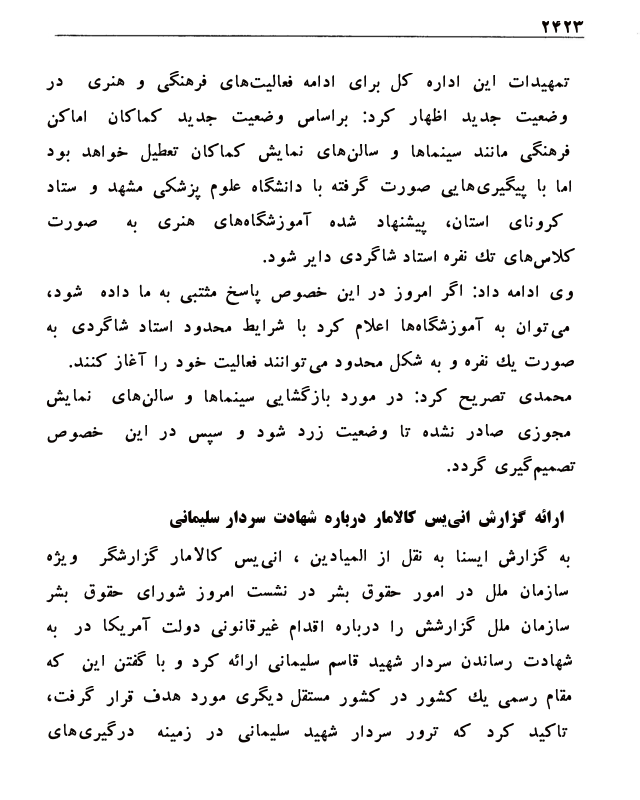 ۲۴۲۳
تمهیدات این اداره کل برای ادامه فعالیت‌های فرهنگی و هنری در
وضعیت جدید اظهار کرد: براساس وضعیت جدید کماکان اماکن
فرهنگی مانند سینماها و سالن‌های نمایش کماکان تعطیل خواهد بود
اما با پیگیری‌هایی صورت گرفته با دانشگاه علوم پزشکی مشهد و ستاد
کرونای استان، پیشنهاد شده آموزشگاه‌های هنری به صورت
کلاس‌های تك نفره استاد شاگردی دایر شود.
وی ادامه داد: اگر امروز در این خصوص پاسخ مثتبی به ما داده شود،
می‌توان به آموزشگاه‌ها اعلام کرد با شرایط محدود استاد شاگردی به
صورت یك نفره و به شکل محدود می‌توانند فعالیت خود را آغاز کنند.
محمدی تصریح کرد: در مورد بازگشایی سینماها و سالن‌های نمایش
مجوزی صادر نشده تا وضعیت زرد شود و سپس در این خصوص
تصمیم‌گیری گردد.
ارائه گزارش انی‌یس کالامار درباره شهادت سردار سلیمانی
به گزارش ایسنا به نقل از المیادین ، انی‌یس کالامار گزارشگر ویژه
سازمان ملل در امور حقوق بشر در نشست امروز شورای حقوق بشر
سازمان ملل گزارشش را درباره اقدام غیرقانونی دولت آمریکا در به
شهادت رساندن سردار شهید قاسم سلیمانی ارائه کرد و با گفتن این که
مقام رسمی یك کشور در کشور مستقل دیگری مورد هدف قرار گرفت،
تاکید کرد که ترور سردار شهید سلیمانی در زمینه درگیری‌های